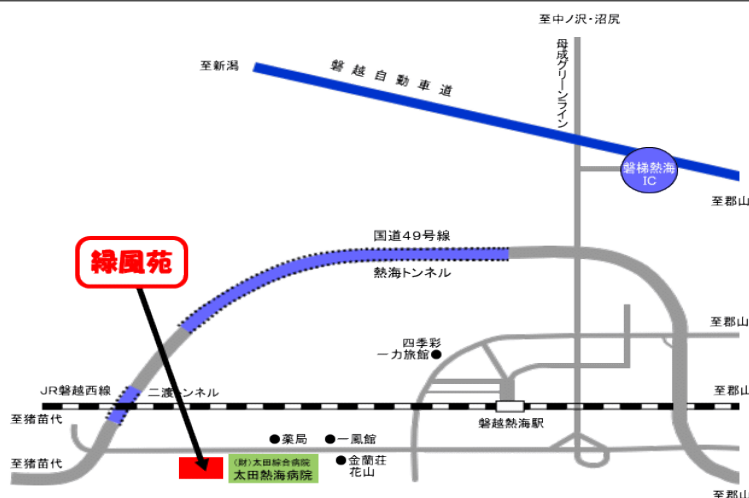 至中ノ沢・沼尻
母成グリーンライン
至新潟
磐越自動車道
磐梯熱海
IC
至郡山
国道49号線
緑風苑
熱海トンネル
至郡山
四季彩
一力旅館●
JR磐越西線
二渡トンネル
至郡山
至猪苗代
磐越熱海駅
●薬局
●一鳳館
至猪苗代
(財)太田綜合病院
太田熱海病院
●金蘭荘
花山
至郡山